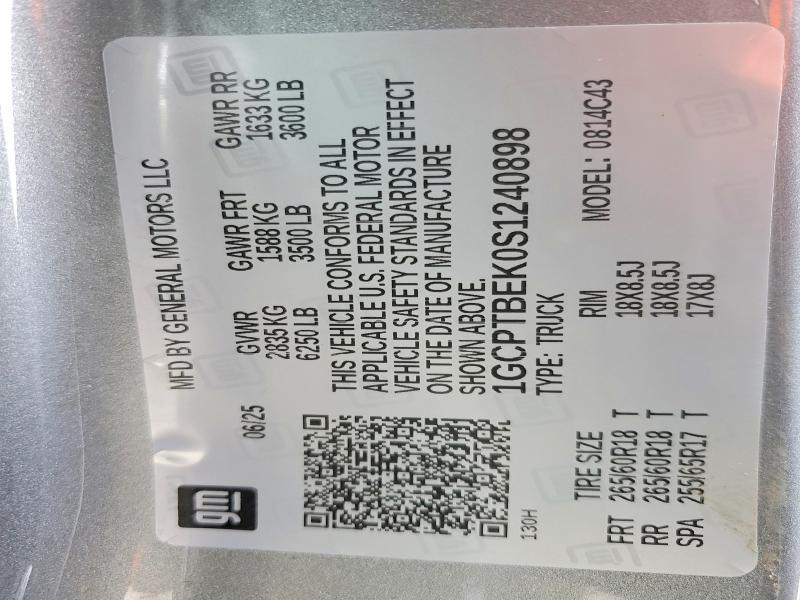 gm
MFD BY GENERAL MOTORS LLC
06/25
GVWR GAWR FRT GAWR RR
2835 KG 1588 KG 1633 KG
6250 LB 3500 LB 3600 LB
THIS VEHICLE CONFORMS TO ALL
APPLICABLE U.S. FEDERAL MOTOR
VEHICLE SAFETY STANDARDS IN EFFECT
ON THE DATE OF MANUFACTURE
SHOWN ABOVE.
1GCPTBEK0S1240898
130H
TYPE: TRUCK MODEL: 0814C43
TIRE SIZE RIM
FRT 265/60R18 T 18X8.5J
RR 265/60R18 T 18X8.5J
SPA 255/65R17 T 17X8J